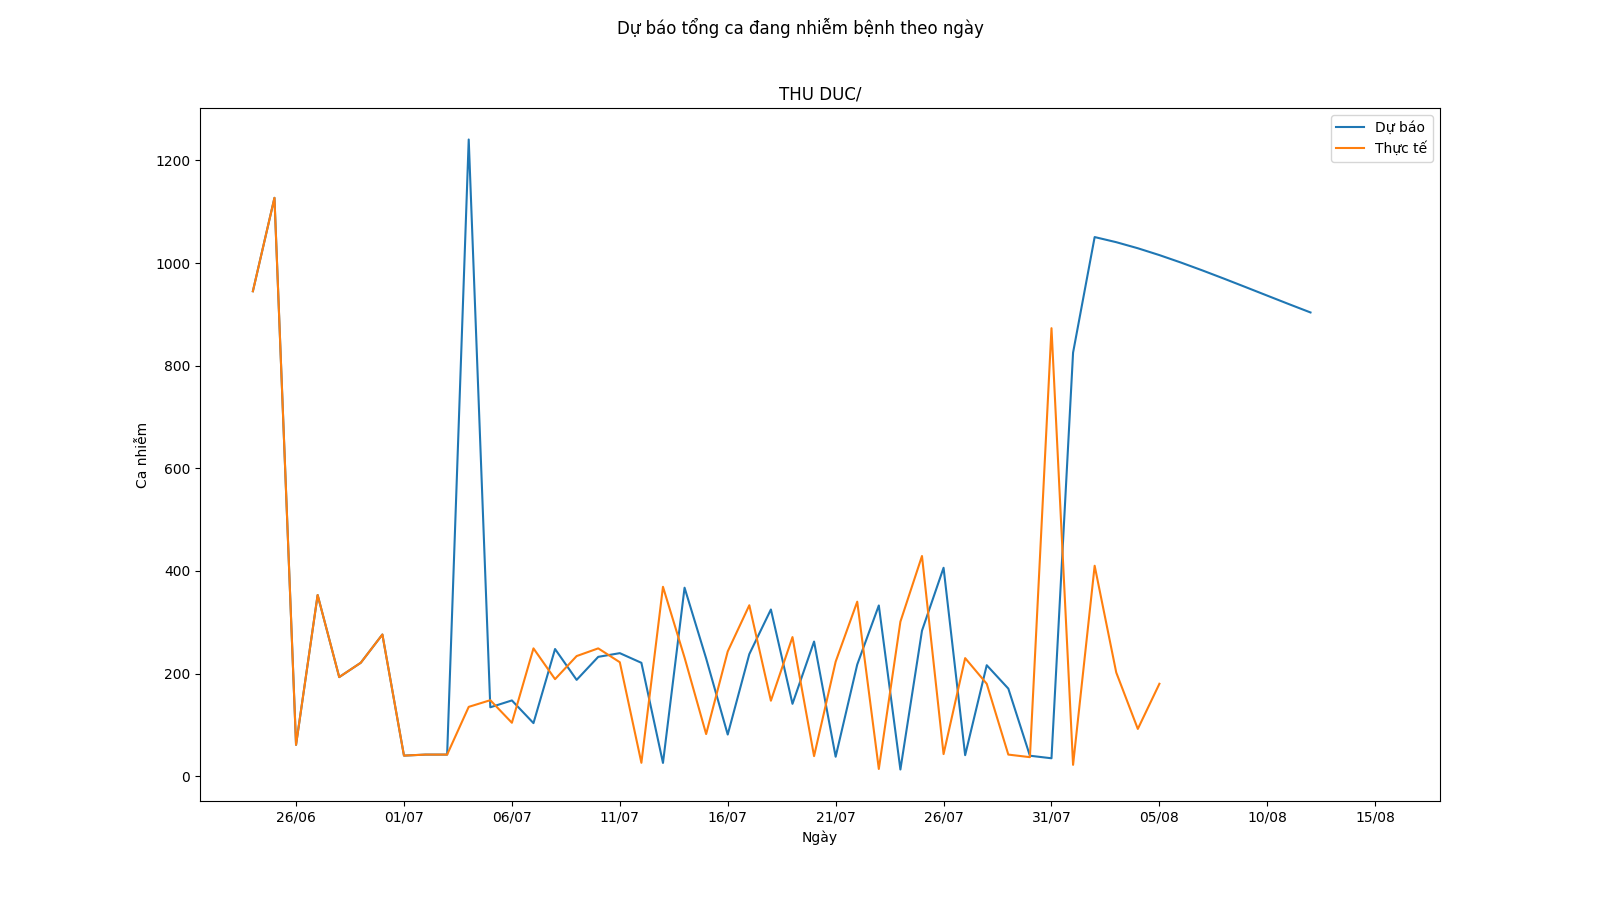 Dự báo tổng ca đang nhiễm bệnh theo ngày
THU DUC/
Dự báo
Thực tế
1200
1000
800
600
400
200
0
Ca nhiễm
26/06 01/07 06/07 11/07 16/07 21/07 26/07 31/07 05/08 10/08 15/08
Ngày